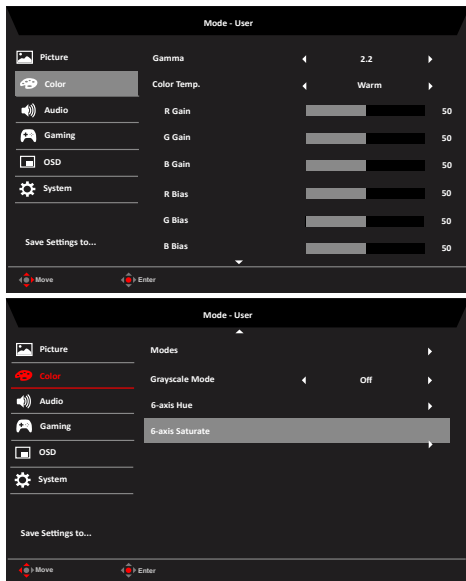 Mode - User
Picture
Gamma 2.2
Color
Color Temp. Warm
Audio
R Gain 50
Gaming
G Gain 50
OSD
B Gain 50
System
R Bias 50
G Bias 50
Save Settings to...
B Bias 50
Move Enter
Mode - User
Picture
Modes
Color
Grayscale Mode Off
Audio
6-axis Hue
Gaming
6-axis Saturate
OSD
System
Save Settings to...
Move Enter